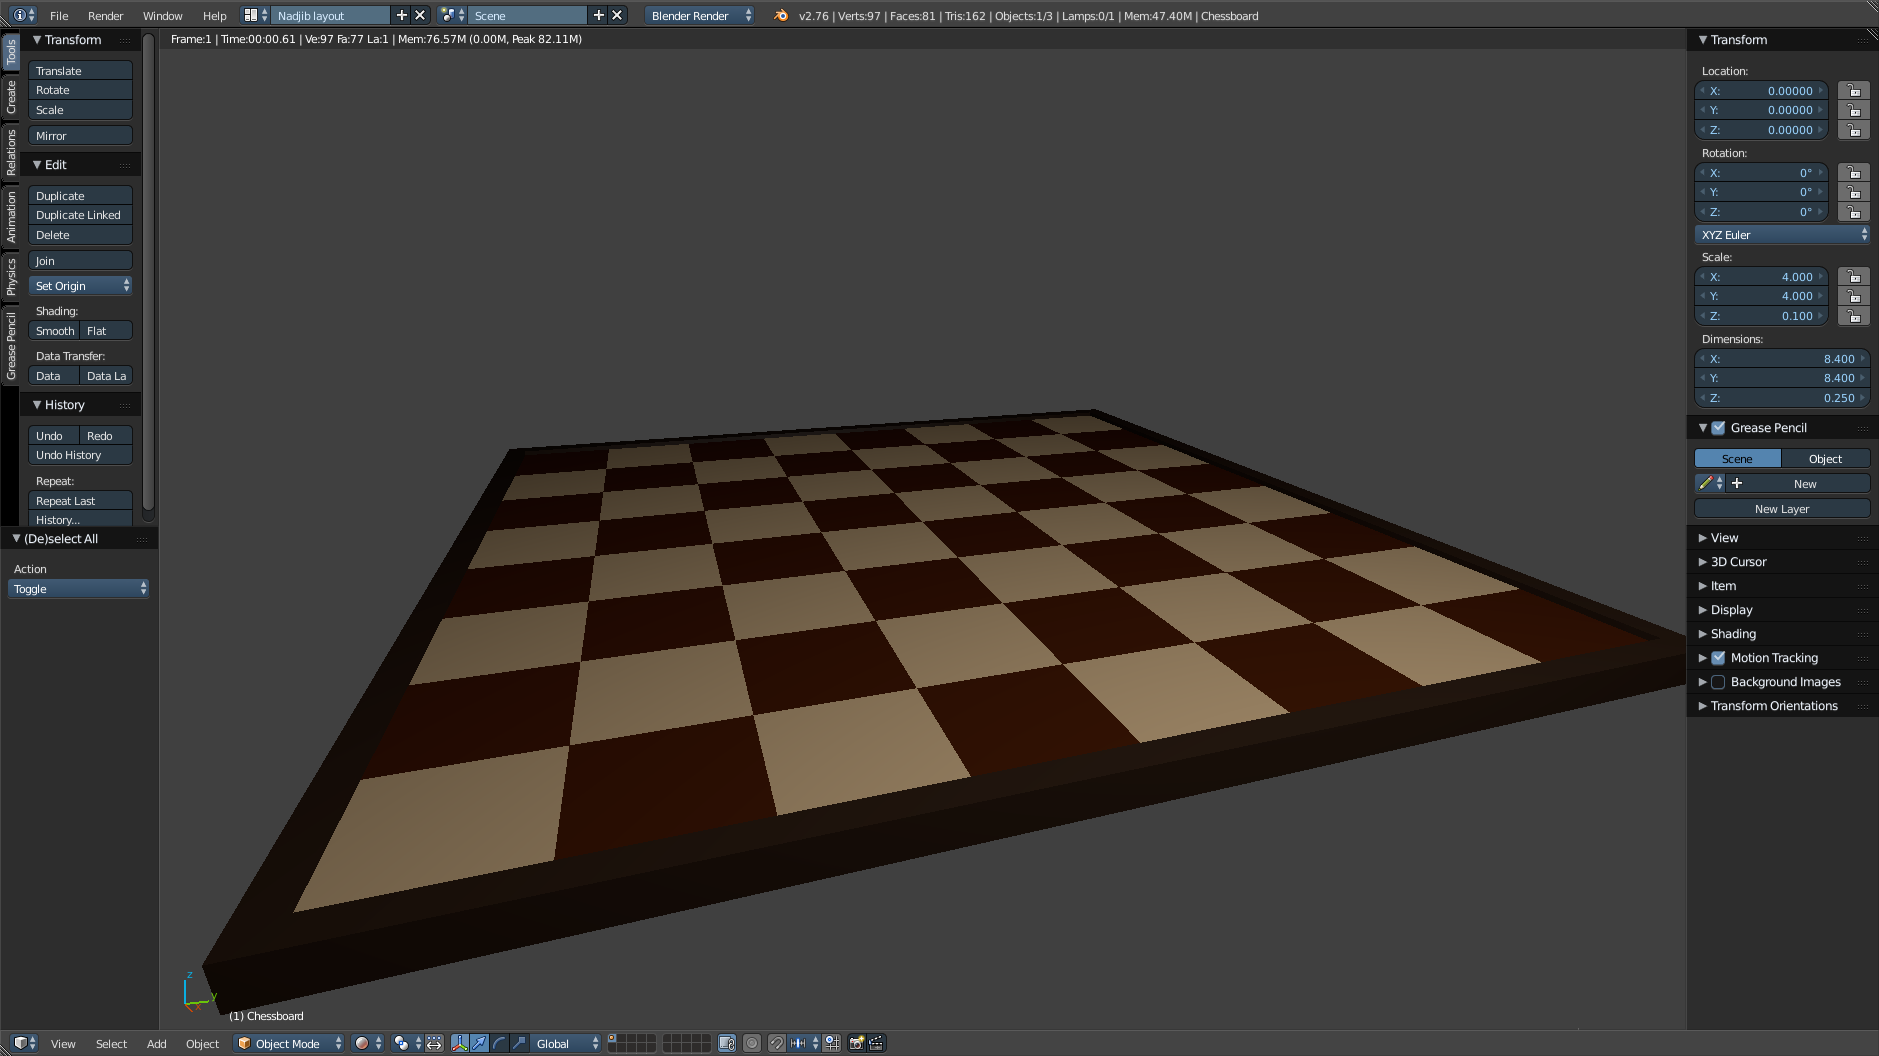 File Render Window Help Nadjib layout Scene Blender Render v2.76 | Verts:97 | Faces:81 | Tris:162 | Objects:1/3 | Lamps:0/1 | Mem:47.40M | Chessboard
Frame:1 | Time:00:00.61 | Ve:97 Fa:77 La:1 | Mem:76.57M (0.00M, Peak 82.11M)
Tools
Create
Relations
Animation
Physics
Grease Pencil
Transform
Translate
Rotate
Scale
Mirror
Edit
Duplicate
Duplicate Linked
Delete
Join
Set Origin
Shading:
Smooth Flat
Data Transfer:
Data Data La
History
Undo Redo
Undo History
Repeat:
Repeat Last
History...
(De)select All
Action
Toggle
z
y
x
(1) Chessboard
Transform
Location:
X: 0.00000
Y: 0.00000
Z: 0.00000
Rotation:
X: 0°
Y: 0°
Z: 0°
XYZ Euler
Scale:
X: 4.000
Y: 4.000
Z: 0.100
Dimensions:
X: 8.400
Y: 8.400
Z: 0.250
Grease Pencil
Scene Object
New
New Layer
View
3D Cursor
Item
Display
Shading
Motion Tracking
Background Images
Transform Orientations
View Select Add Object Object Mode Global